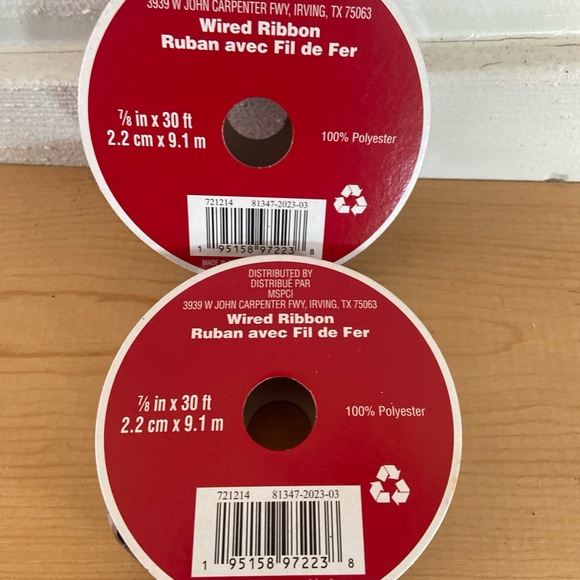 3939 W JOHN CARPENTER FWY, IRVING, TX 75063
Wired Ribbon
Ruban avec Fil de Fer
7/8 in x 30 ft
2.2 cm x 9.1 m
100% Polyester
721214 81347-2023-03
1 95158 97223 8
MADE
DISTRIBUTED BY
DISTRIBUÉ PAR
MSPCI
3939 W JOHN CARPENTER FWY, IRVING, TX 75063
Wired Ribbon
Ruban avec Fil de Fer
7/8 in x 30 ft
2.2 cm x 9.1 m
100% Polyester
721214 81347-2023-03
1 95158 97223 8